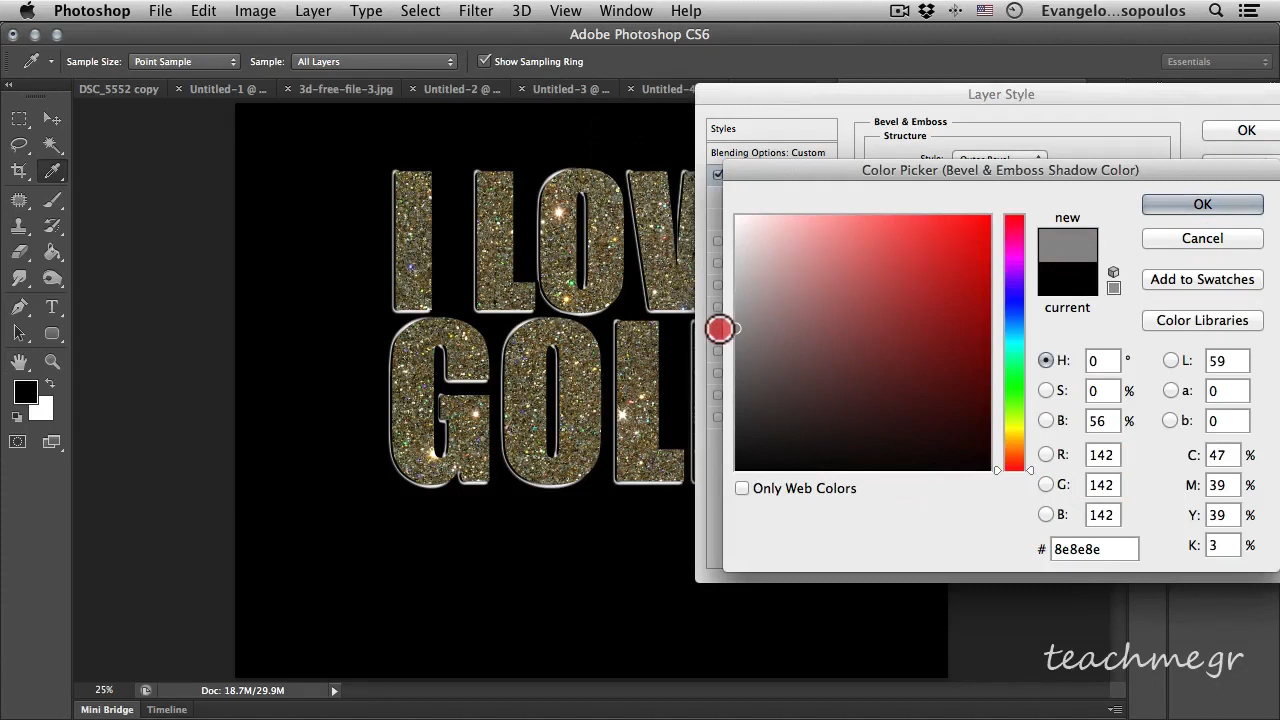 Photoshop File Edit Image Layer Type Select Filter 3D View Window Help Evangelo...sopoulos
Adobe Photoshop CS6
Sample Size: Point Sample Sample: All Layers Show Sampling Ring Essentials
DSC_5552 copy × Untitled-1 @ ... × 3d-free-file-3.jpg × Untitled-2 @ ... × Untitled-3 @ ... × Untitled-4
Layer Style
Styles
Blending Options: Custom
Bevel & Emboss
Structure
Style: Outer Bevel
OK
Color Picker (Bevel & Emboss Shadow Color)
new
current
OK
Cancel
Add to Swatches
Color Libraries
H: 0 ° L: 59
S: 0 % a: 0
B: 56 % b: 0
R: 142 C: 47 %
G: 142 M: 39 %
B: 142 Y: 39 %
# 8e8e8e K: 3 %
Only Web Colors
I LOV
GOL
teachme.gr
25% Doc: 18.7M/29.9M
Mini Bridge Timeline